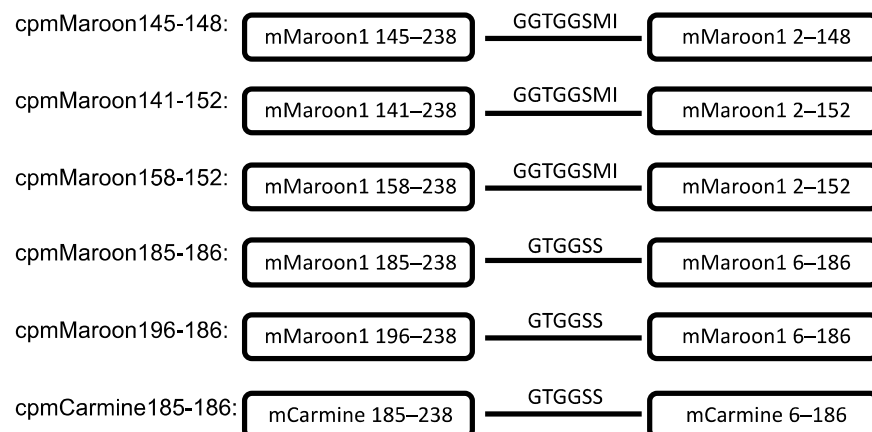 cpmMaroon145-148: mMaroon1 145–238 GGTGGSMI mMaroon1 2–148
cpmMaroon141-152: mMaroon1 141–238 GGTGGSMI mMaroon1 2–152
cpmMaroon158-152: mMaroon1 158–238 GGTGGSMI mMaroon1 2–152
cpmMaroon185-186: mMaroon1 185–238 GTGGSS mMaroon1 6–186
cpmMaroon196-186: mMaroon1 196–238 GTGGSS mMaroon1 6–186
cpmCarmine185-186: mCarmine 185–238 GTGGSS mCarmine 6–186